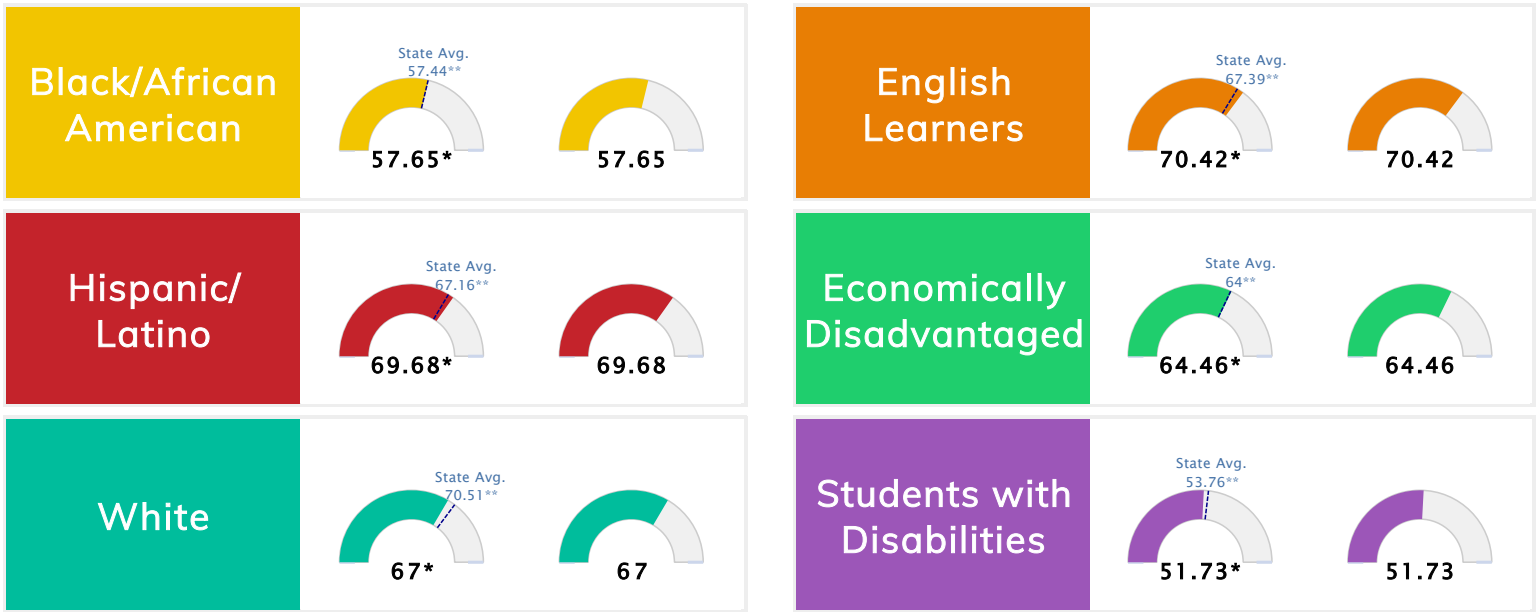 Black/African
American
State Avg.
57.44**
57.65*
57.65
English
Learners
State Avg.
67.39**
70.42*
70.42
Hispanic/
Latino
State Avg.
67.16**
69.68*
69.68
Economically
Disadvantaged
State Avg.
64**
64.46*
64.46
White
State Avg.
70.51**
67*
67
Students with
Disabilities
State Avg.
53.76**
51.73*
51.73